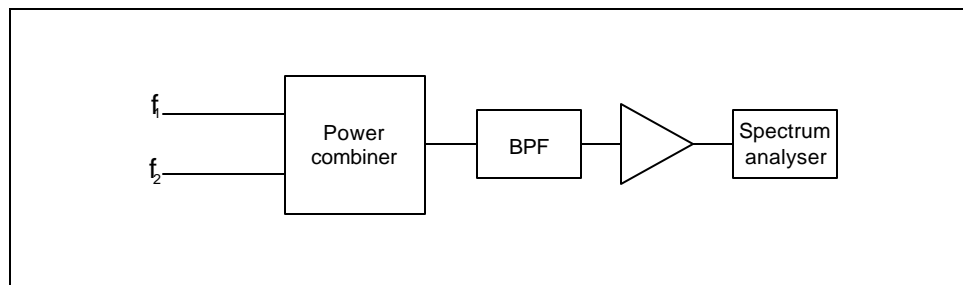 f1
f2
Power
combiner
BPF
Spectrum
analyser